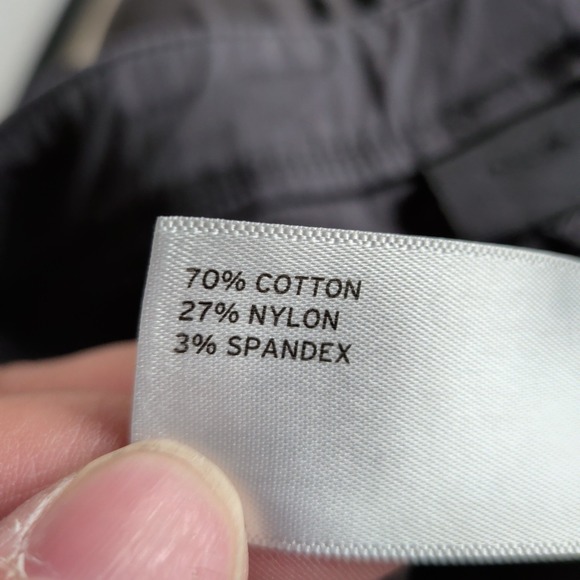 70% COTTON
27% NYLON
3% SPANDEX